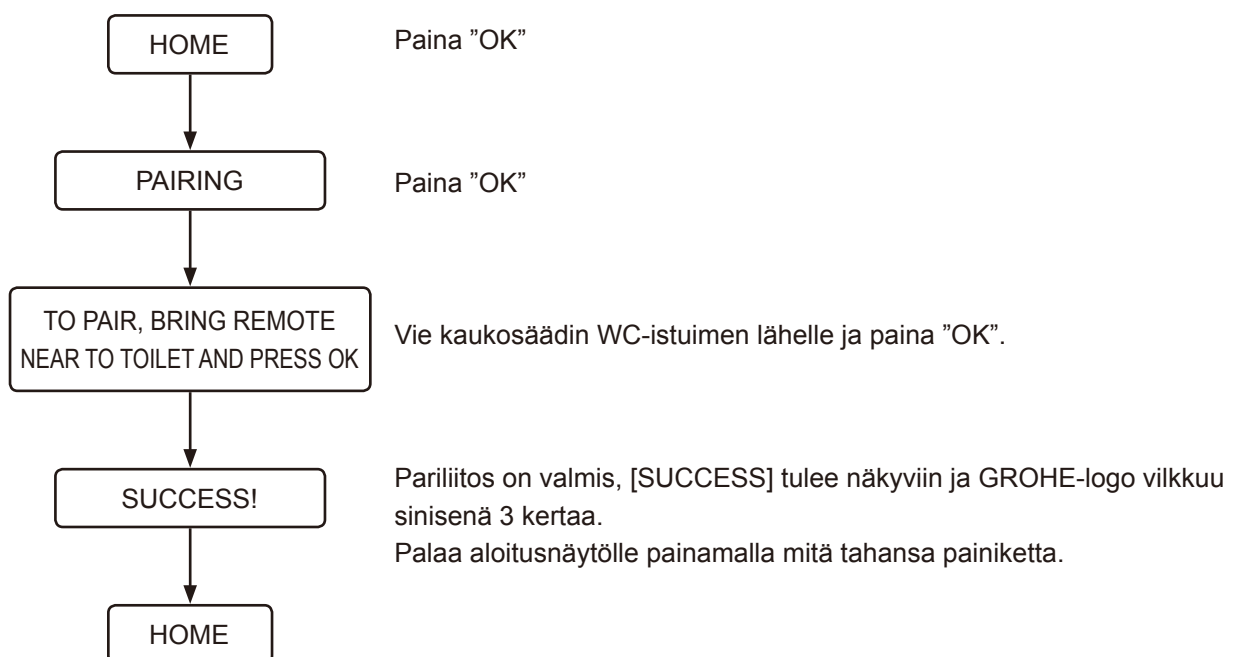 HOME
Paina ”OK”
PAIRING
Paina ”OK”
TO PAIR, BRING REMOTE
NEAR TO TOILET AND PRESS OK
Vie kaukosäädin WC-istuimen lähelle ja paina ”OK”.
SUCCESS!
Pariliitos on valmis, [SUCCESS] tulee näkyviin ja GROHE-logo vilkkuu
sinisenä 3 kertaa.
Palaa aloitusnäytölle painamalla mitä tahansa painiketta.
HOME